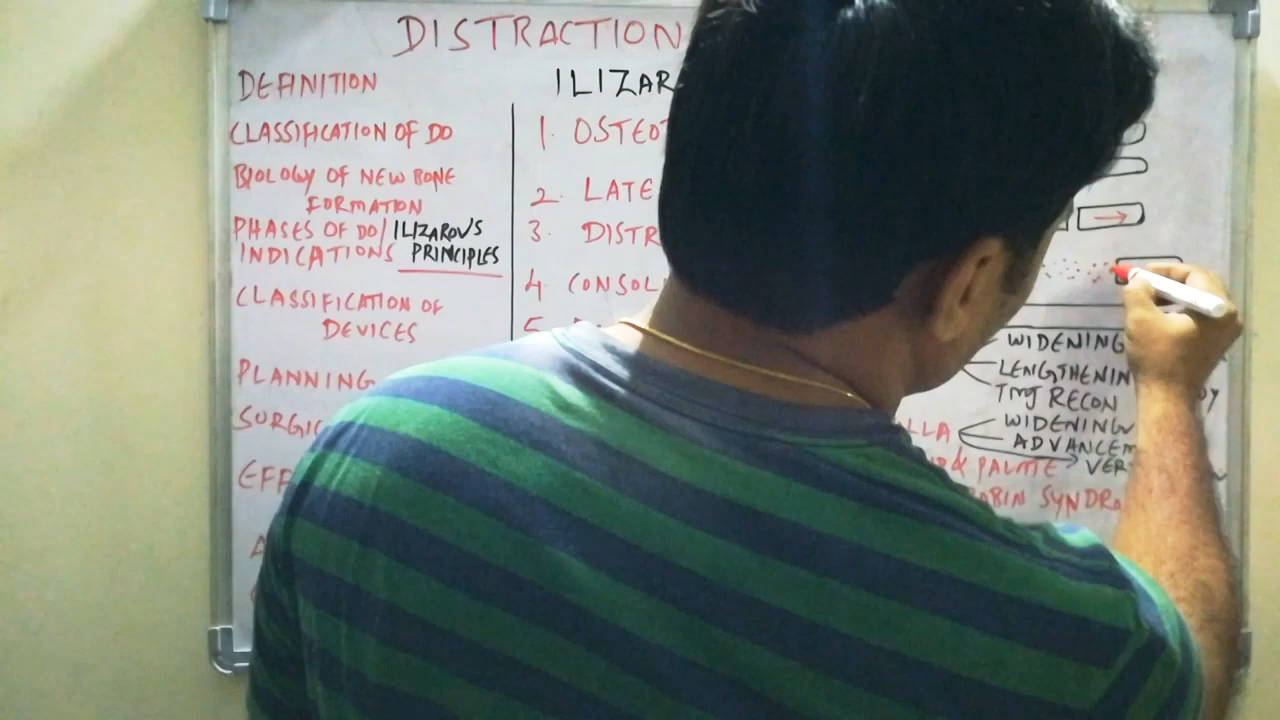 DISTRACTION
DEFINITION
CLASSIFICATION OF DO
BIOLOGY OF NEW BONE
FORMATION
PHASES OF DO/ILIZAROV'S
INDICATIONS PRINCIPLES
CLASSIFICATION OF
DEVICES
PLANNING
SURGIC
EFF
ILIZAR
1. OSTEOT
2. LATE
3. DISTR
4. CONSOL
5.
WIDENING
LENGTHENIN
TMJ RECON
LLA
WIDENING
ADVANCEM
& PALATE
VER
ROBIN SYNDRO